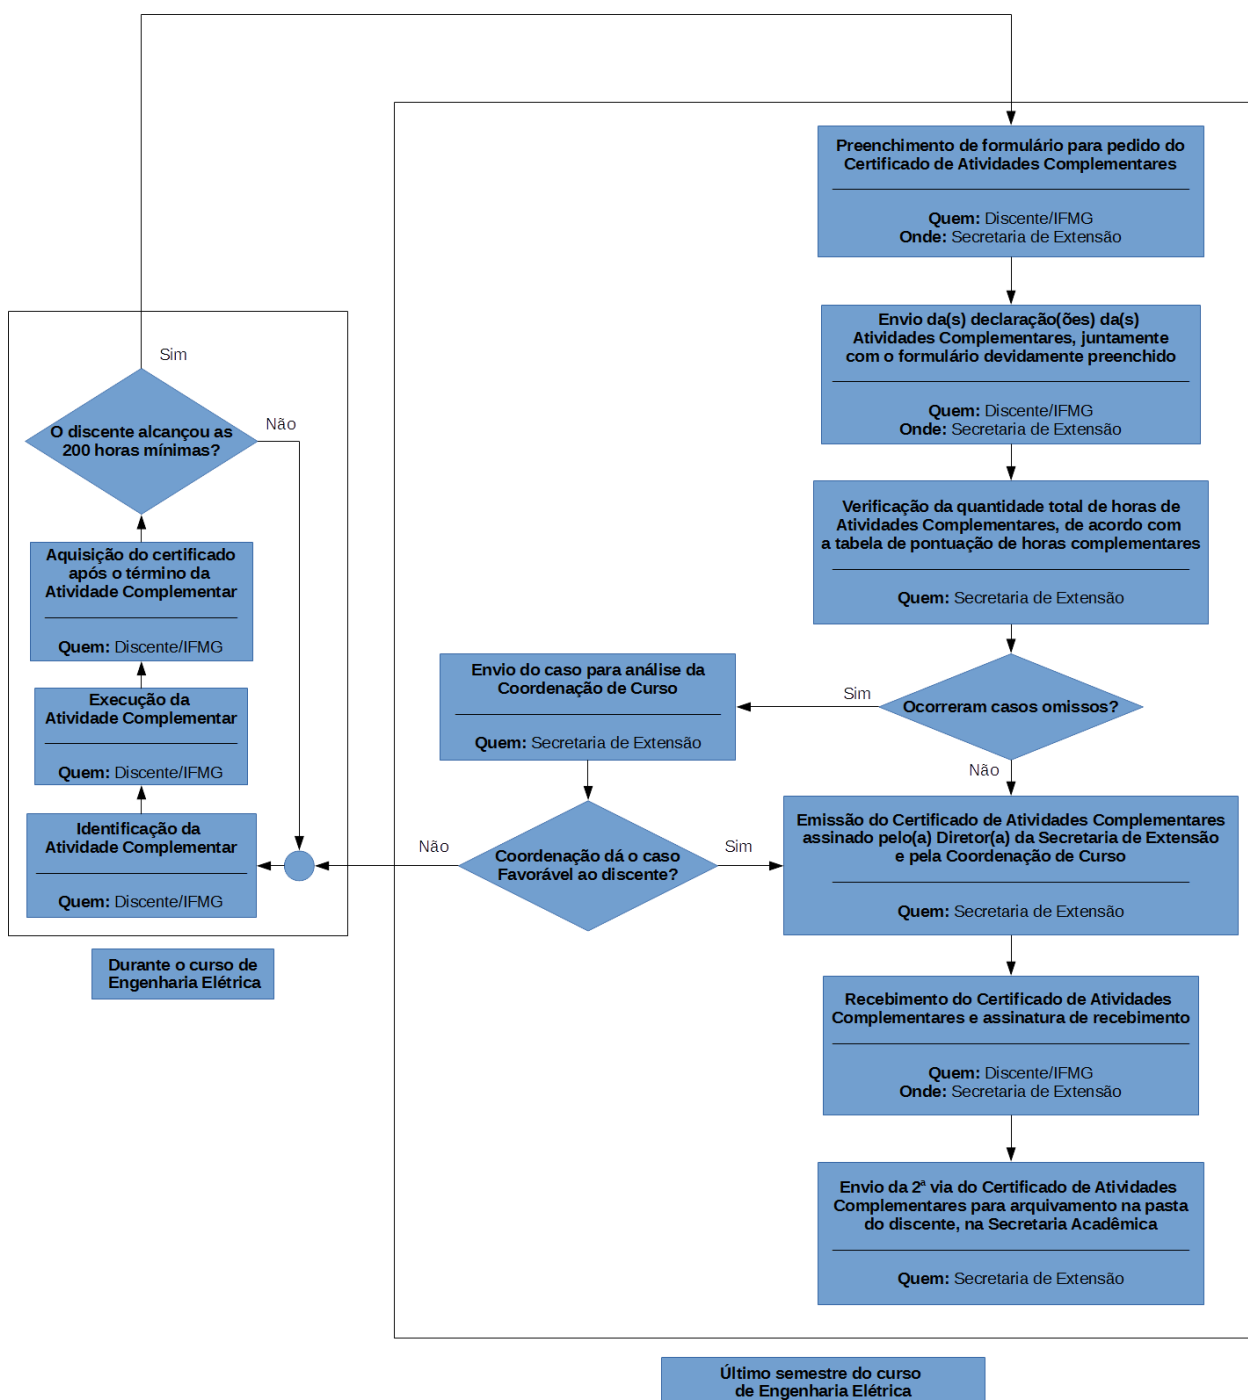 Preenchimento de formulário para pedido do
Certificado de Atividades Complementares
Quem: Discente/IFMG
Onde: Secretaria de Extensão
Envio da(s) declaração(ões) da(s)
Atividades Complementares, juntamente
com o formulário devidamente preenchido
Quem: Discente/IFMG
Onde: Secretaria de Extensão
Verificação da quantidade total de horas de
Atividades Complementares, de acordo com
a tabela de pontuação de horas complementares
Quem: Secretaria de Extensão
Ocorreram casos omissos?
Sim
Não
Envio do caso para análise da
Coordenação de Curso
Quem: Secretaria de Extensão
Coordenação dá o caso
Favorável ao discente?
Não
Sim
Emissão do Certificado de Atividades Complementares
assinado pelo(a) Diretor(a) da Secretaria de Extensão
e pela Coordenação de Curso
Quem: Secretaria de Extensão
Recebimento do Certificado de Atividades
Complementares e assinatura de recebimento
Quem: Discente/IFMG
Onde: Secretaria de Extensão
Envio da 2ª via do Certificado de Atividades
Complementares para arquivamento na pasta
do discente, na Secretaria Acadêmica
Quem: Secretaria de Extensão
Último semestre do curso
de Engenharia Elétrica
Sim
Não
O discente alcançou as
200 horas mínimas?
Aquisição do certificado
após o término da
Atividade Complementar
Quem: Discente/IFMG
Execução da
Atividade Complementar
Quem: Discente/IFMG
Identificação da
Atividade Complementar
Quem: Discente/IFMG
Durante o curso de
Engenharia Elétrica